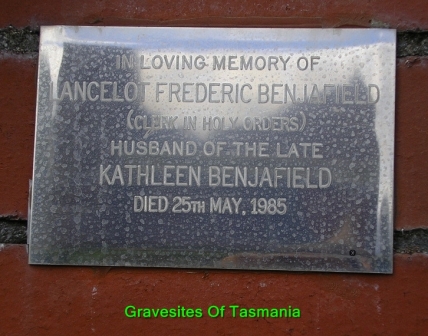 IN LOVING MEMORY OF
LANCELOT FREDERIC BENJAFIELD
(CLERK IN HOLY ORDERS)
HUSBAND OF THE LATE
KATHLEEN BENJAFIELD
DIED 25TH MAY, 1985
Gravesites Of Tasmania